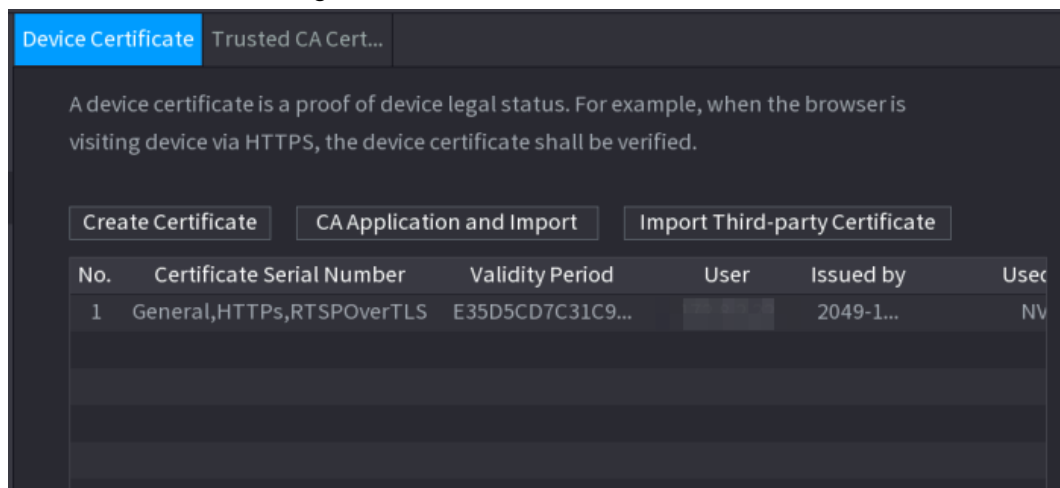 Device Certificate Trusted CA Cert...
A device certificate is a proof of device legal status. For example, when the browser is
visiting device via HTTPS, the device certificate shall be verified.
Create Certificate CA Application and Import Import Third-party Certificate
No. Certificate Serial Number Validity Period User Issued by Used
1 General,HTTPs,RTSPOverTLS E35D5CD7C31C9... 2049-1... NV